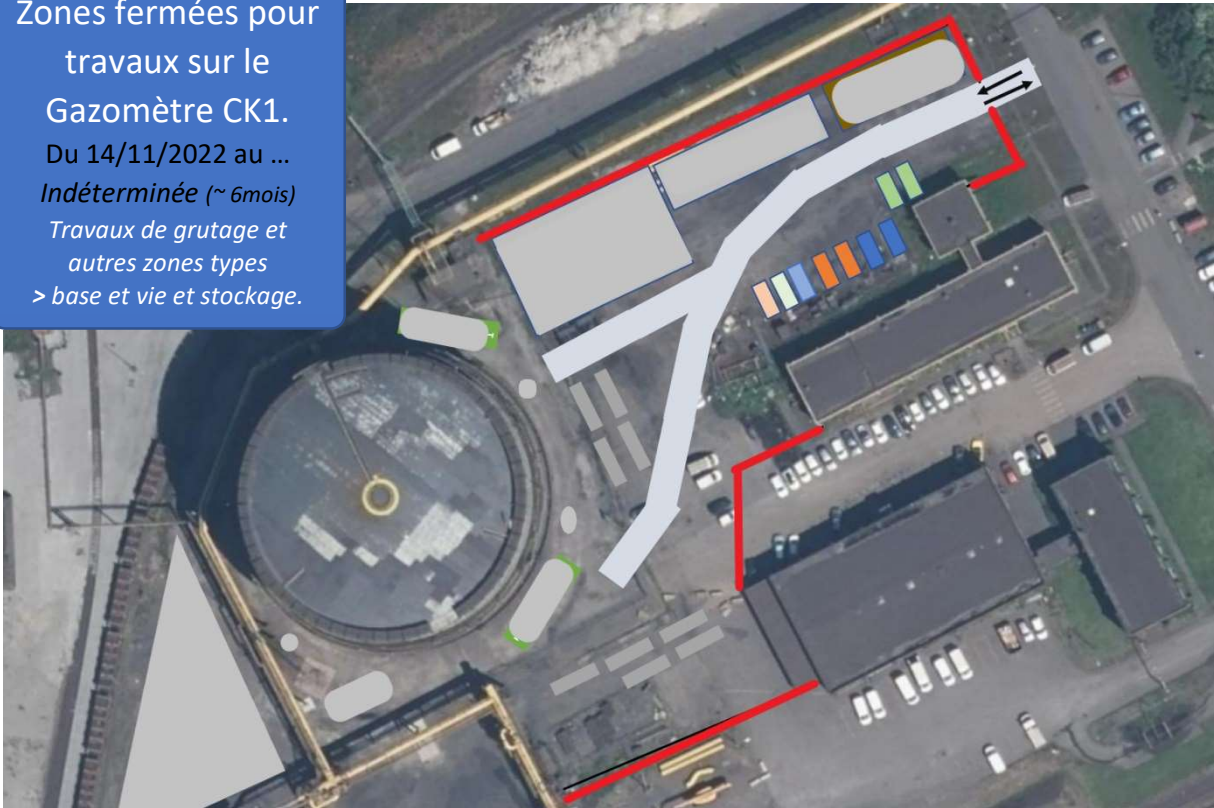 Zones fermées pour
travaux sur le
Gazomètre CK1.
Du 14/11/2022 au ...
Indéterminée (~ 6mois)
Travaux de grutage et
autres zones types
> base et vie et stockage.